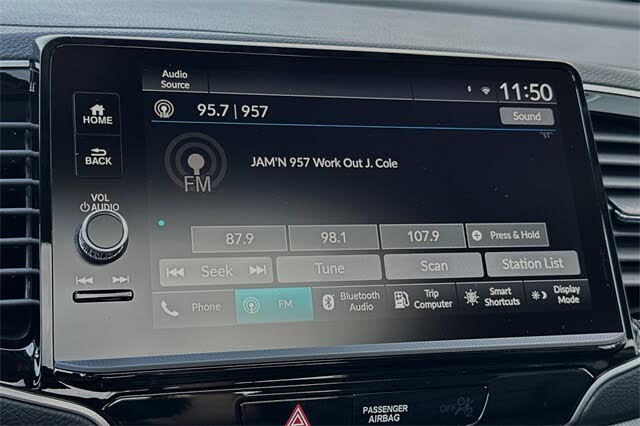 Audio
Source
11:50
95.7 | 957
Sound
"ST"
HOME
BACK
VOL
AUDIO
FM
JAM'N 957 Work Out J. Cole
87.9 98.1 107.9 Press & Hold
Seek Tune Scan Station List
Phone FM Bluetooth Audio Trip Computer Smart Shortcuts Display Mode
PASSENGER
AIRBAG
OFF